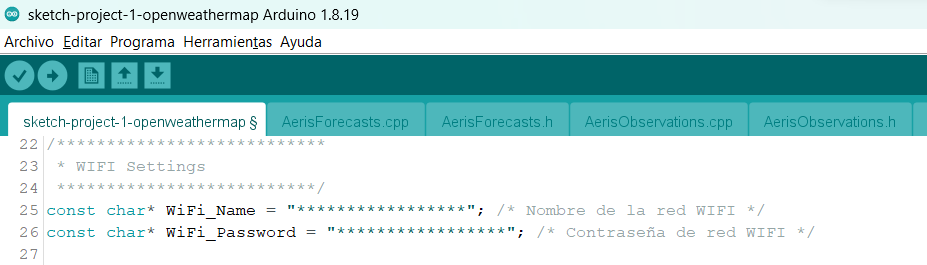 sketch-project-1-openweathermap Arduino 1.8.19
Archivo Editar Programa Herramientas Ayuda
sketch-project-1-openweathermap § AerisForecasts.cpp AerisForecasts.h AerisObservations.cpp AerisObservations.h
22 /***************************
23 * WIFI Settings
24 **************************/
25 const char* WiFi_Name = "*****************"; /* Nombre de la red WIFI */
26 const char* WiFi_Password = "*****************"; /* Contraseña de red WIFI */
27